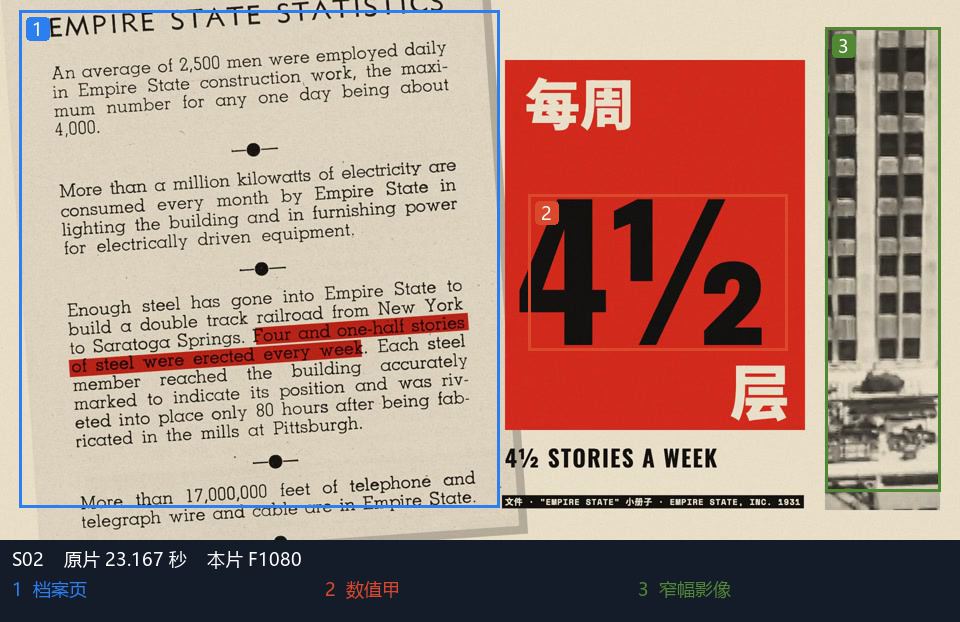 1
EMPIRE STATE STATISTICS
An average of 2,500 men were employed daily
in Empire State construction work, the maxi-
mum number for any one day being about
4,000.
More than a million kilowatts of electricity are
consumed every month by Empire State in
lighting the building and in furnishing power
for electrically driven equipment.
Enough steel has gone into Empire State to
build a double track railroad from New York
to Saratoga Springs. Four and one-half stories
of steel were erected every week. Each steel
member reached the building accurately
marked to indicate its position and was riv-
eted into place only 80 hours after being fab-
ricated in the mills at Pittsburgh.
More than 17,000,000 feet of telephone and
telegraph wire and cable are in Empire State.
每周
2
4½
层
4½ STORIES A WEEK
文件 · "EMPIRE STATE" 小册子 · EMPIRE STATE, INC. 1931
3
S02 原片 23.167 秒 本片 F1080
1 档案页
2 数值甲
3 窄幅影像